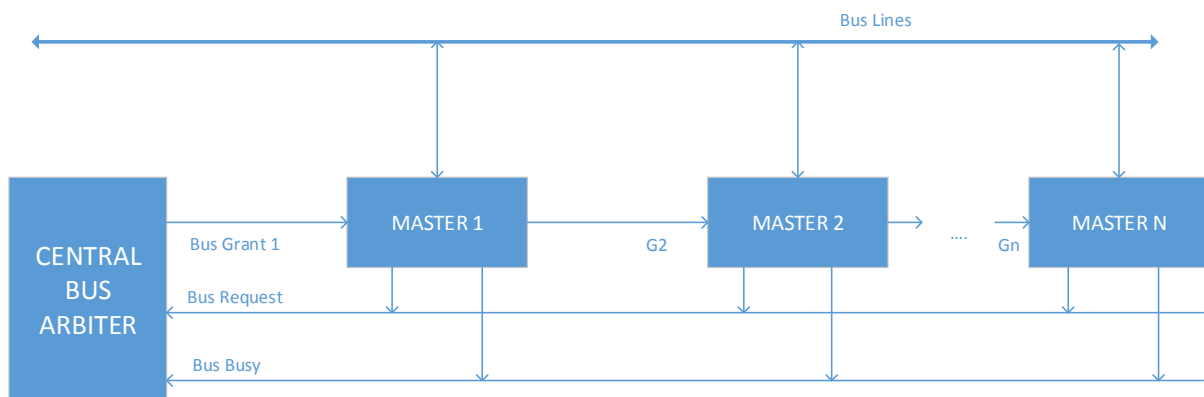 Bus Lines
MASTER 1
MASTER 2
MASTER N
Bus Grant 1
G2
....
Gn
CENTRAL
BUS
ARBITER
Bus Request
Bus Busy